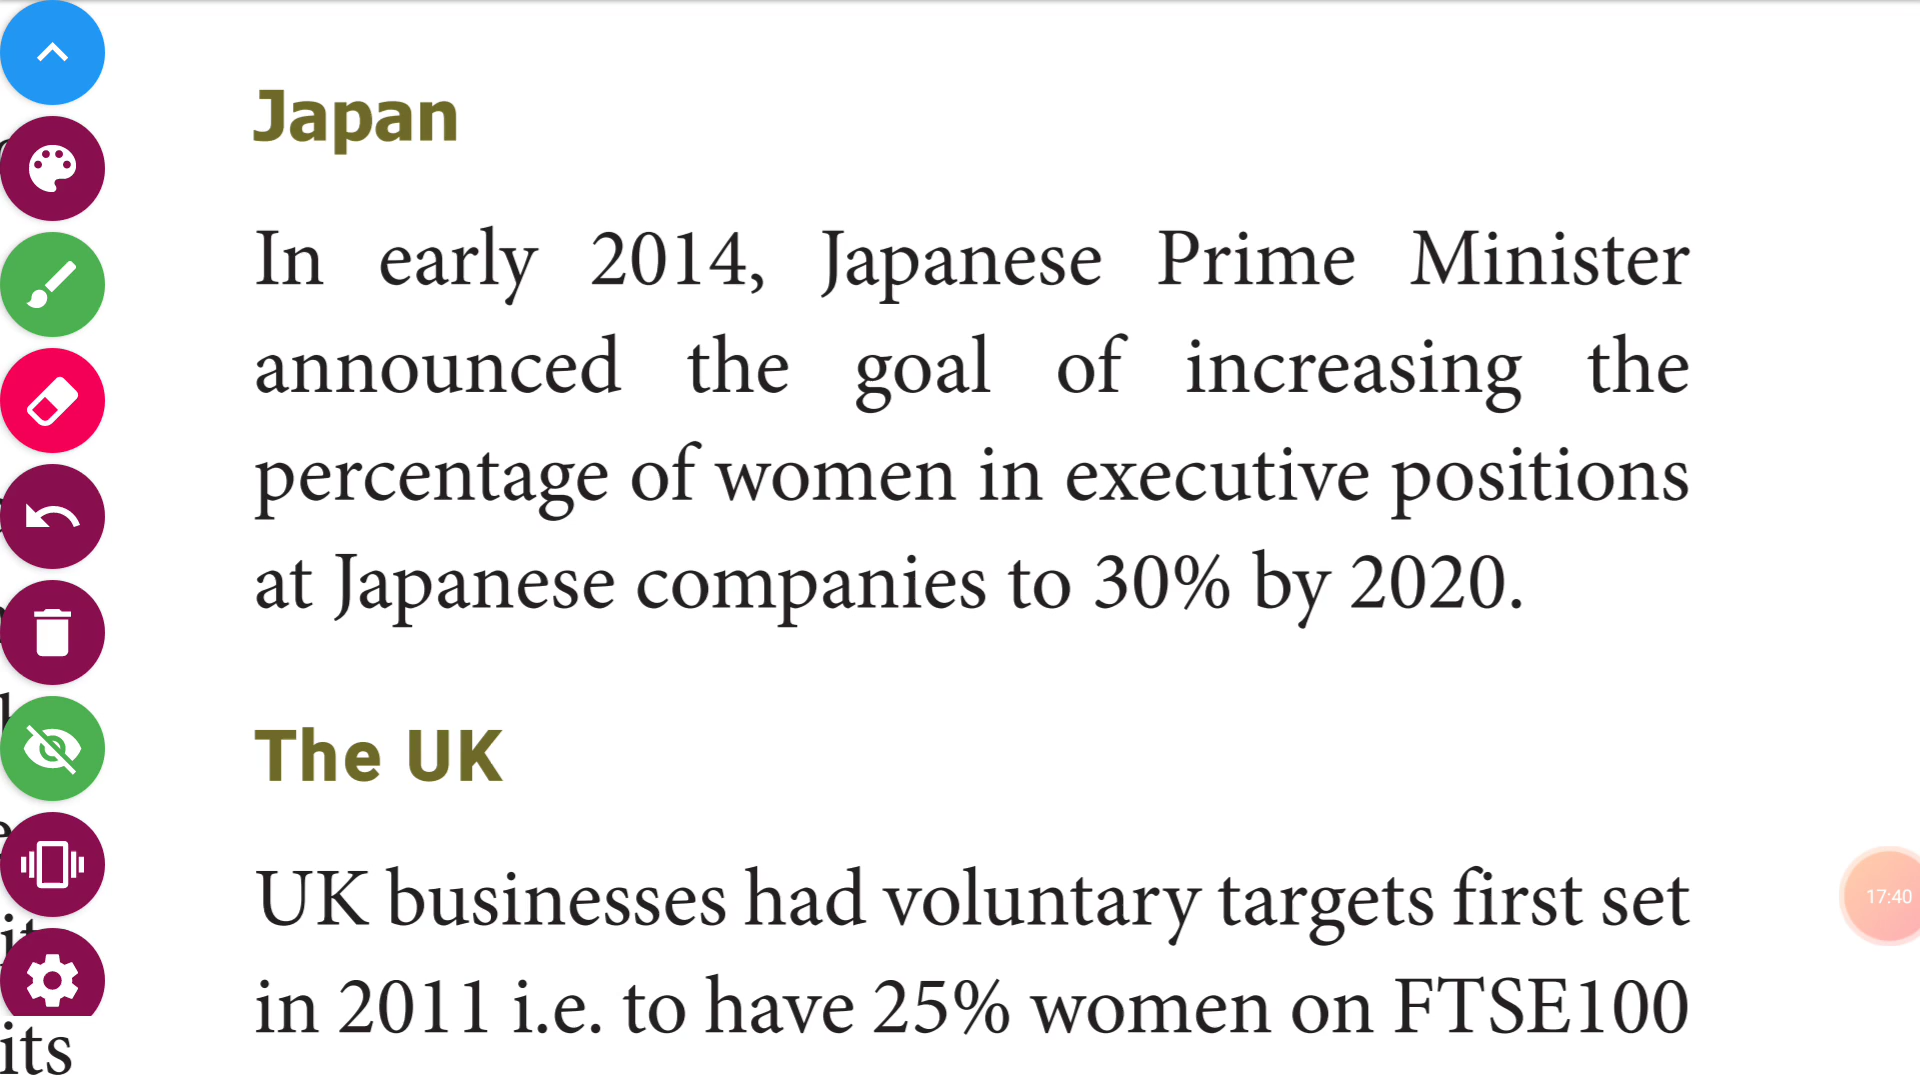 Japan
In early 2014, Japanese Prime Minister
announced the goal of increasing the
percentage of women in executive positions
at Japanese companies to 30% by 2020.
The UK
UK businesses had voluntary targets first set
in 2011 i.e. to have 25% women on FTSE100
its
17:40